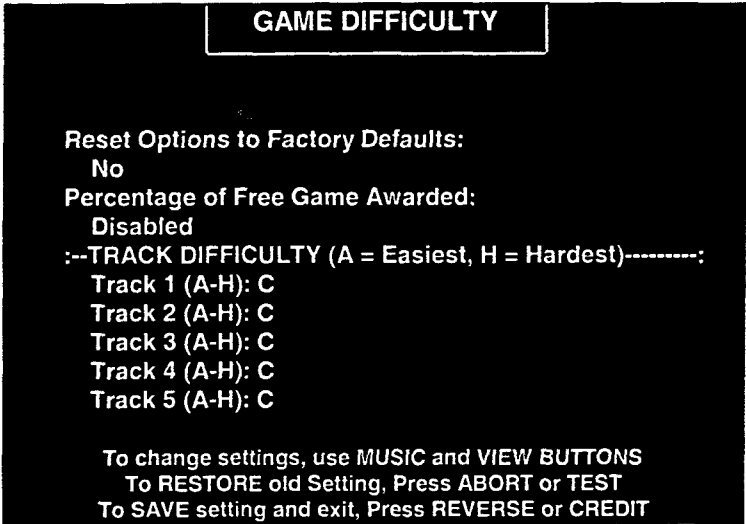 GAME DIFFICULTY
Reset Options to Factory Defaults:
No
Percentage of Free Game Awarded:
Disabled
:--TRACK DIFFICULTY (A = Easiest, H = Hardest)---------:
Track 1 (A-H): C
Track 2 (A-H): C
Track 3 (A-H): C
Track 4 (A-H): C
Track 5 (A-H): C
To change settings, use MUSIC and VIEW BUTTONS
To RESTORE old Setting, Press ABORT or TEST
To SAVE setting and exit, Press REVERSE or CREDIT